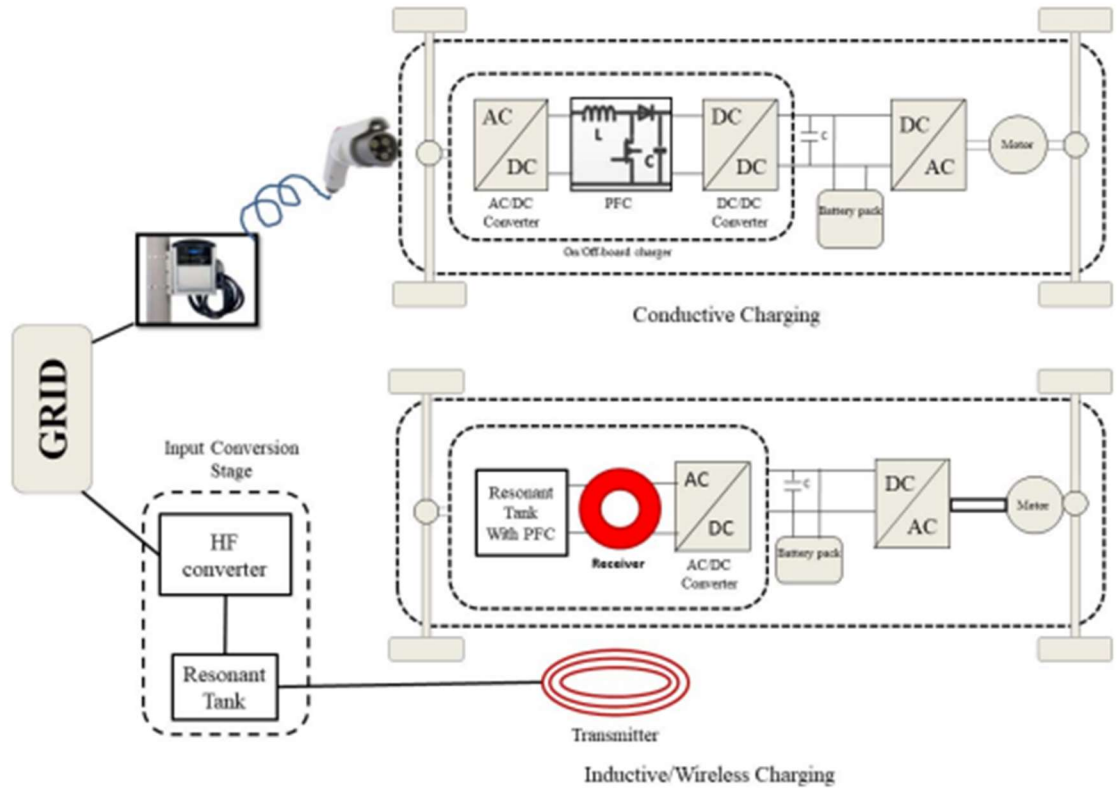 AC
DC
AC/DC
Converter
L
C
PFC
DC
DC
DC/DC
Converter
On/Off-board charger
C
Battery pack
DC
AC
Motor
Conductive Charging
GRID
Input Conversion
Stage
HF
converter
Resonant
Tank
Resonant
Tank
With PFC
Receiver
AC
DC
AC/DC
Converter
C
Battery pack
DC
AC
Motor
Transmitter
Inductive/Wireless Charging